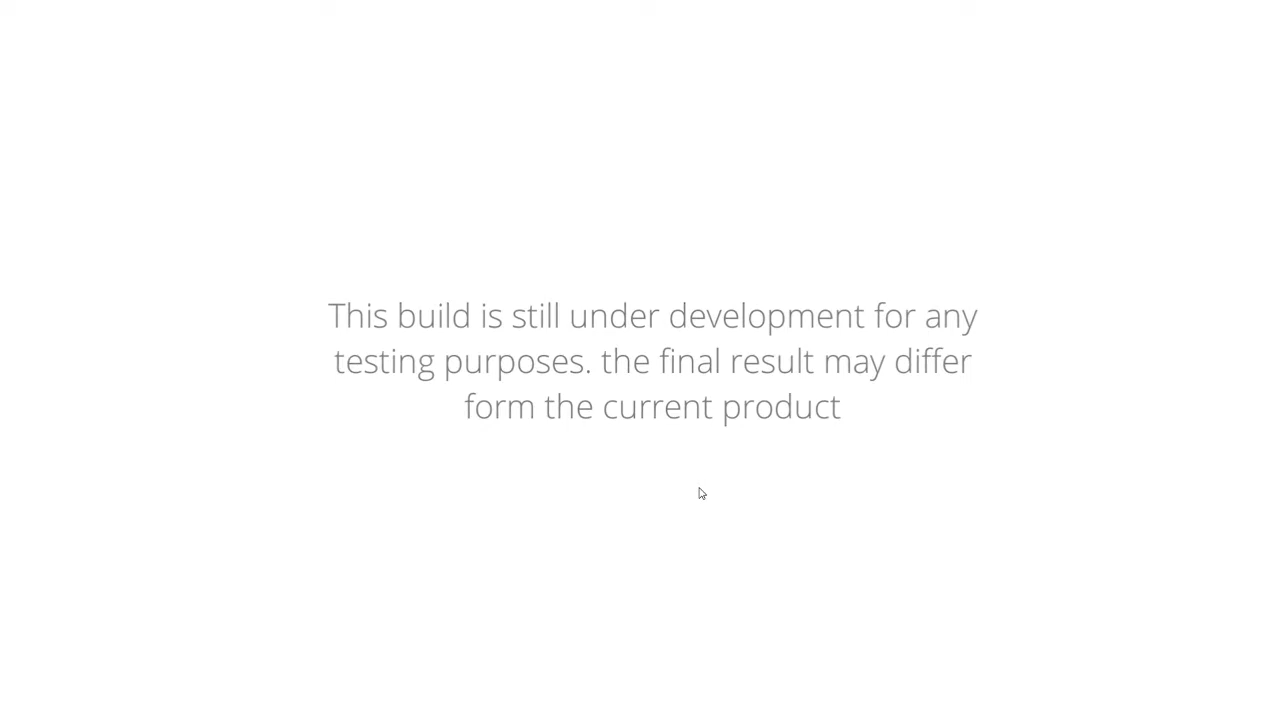 This build is still under development for any
testing purposes. the final result may differ
form the current product